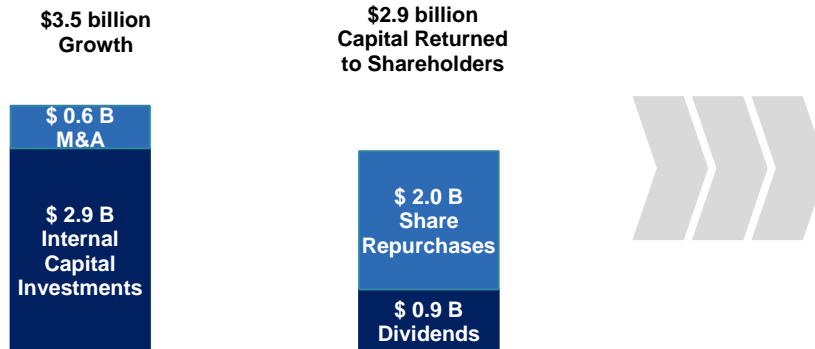 $3.5 billion
Growth
$ 0.6 B
M&A
$ 2.9 B
Internal
Capital
Investments
$2.9 billion
Capital Returned
to Shareholders
$ 2.0 B
Share
Repurchases
$ 0.9 B
Dividends